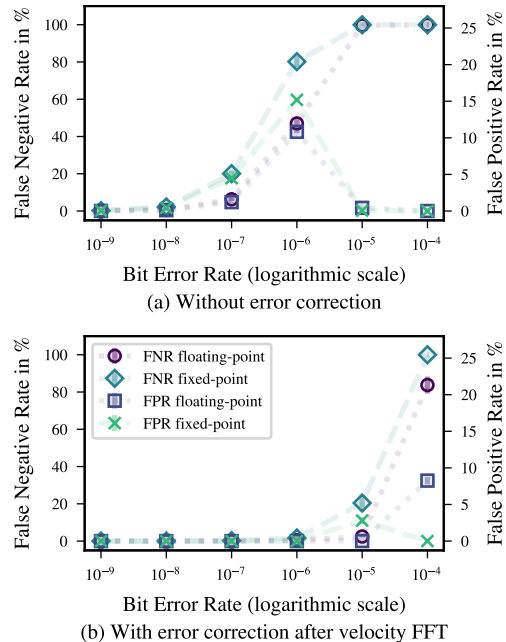 100
80
60
40
20
0
False Negative Rate in %
25
20
15
10
5
0
False Positive Rate in %
10⁻⁹ 10⁻⁸ 10⁻⁷ 10⁻⁶ 10⁻⁵ 10⁻⁴
Bit Error Rate (logarithmic scale)
(a) Without error correction
100
80
60
40
20
0
False Negative Rate in %
FNR floating-point
FNR fixed-point
FPR floating-point
FPR fixed-point
25
20
15
10
5
0
False Positive Rate in %
10⁻⁹ 10⁻⁸ 10⁻⁷ 10⁻⁶ 10⁻⁵ 10⁻⁴
Bit Error Rate (logarithmic scale)
(b) With error correction after velocity FFT